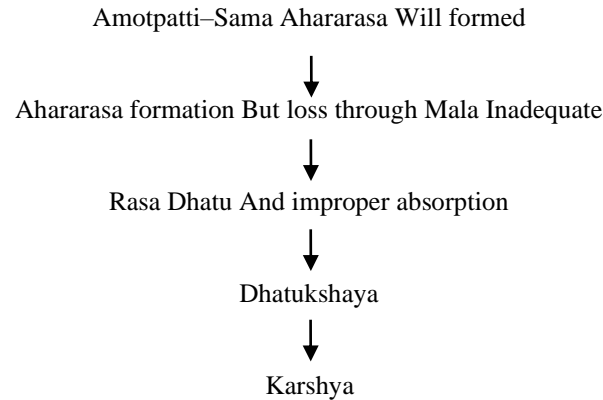 Amotpatti–Sama Ahararasa Will formed
Ahararasa formation But loss through Mala Inadequate
Rasa Dhatu And improper absorption
Dhatukshaya
Karshya